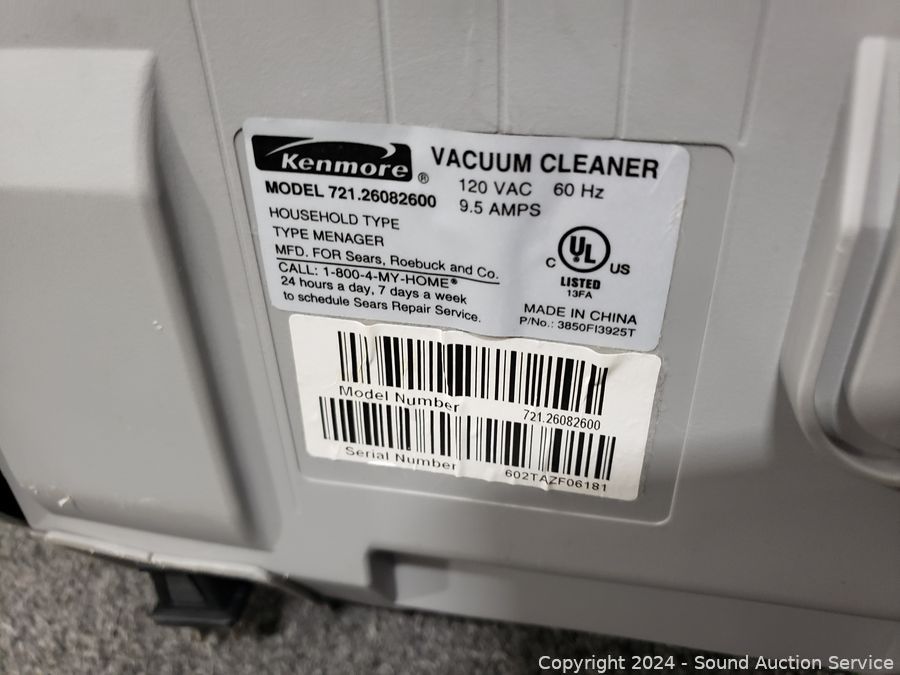 Kenmore®
VACUUM CLEANER
MODEL 721.26082600
120 VAC 60 Hz
9.5 AMPS
HOUSEHOLD TYPE
TYPE MENAGER
MFD. FOR Sears, Roebuck and Co.
CALL: 1-800-4-MY-HOME®
24 hours a day, 7 days a week
to schedule Sears Repair Service.
C UL US
LISTED
13FA
MADE IN CHINA
P/No.: 3850FI3925T
Model Number
721.26082600
Serial Number
602TAZF06181
Copyright © 2024 - Sound Auction Service